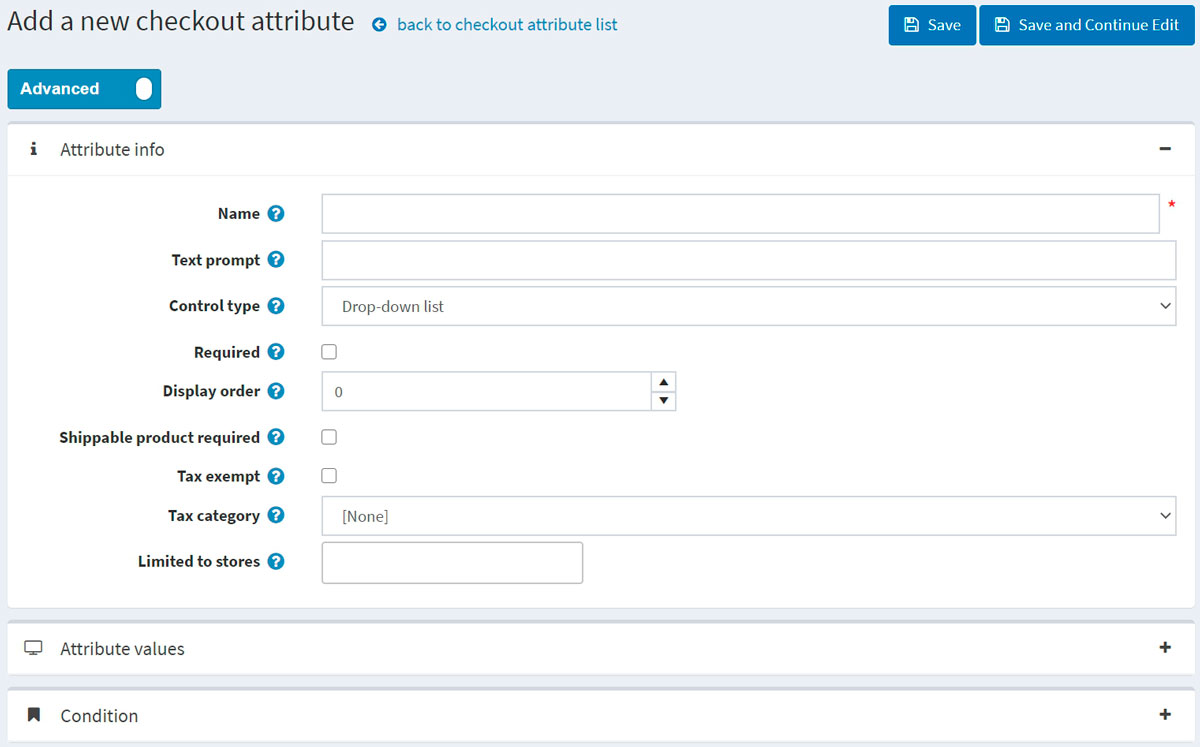 Add a new checkout attribute back to checkout attribute list Save Save and Continue Edit
Advanced
Attribute info
Name *
Text prompt
Control type Drop-down list
Required
Display order 0
Shippable product required
Tax exempt
Tax category [None]
Limited to stores
Attribute values
Condition